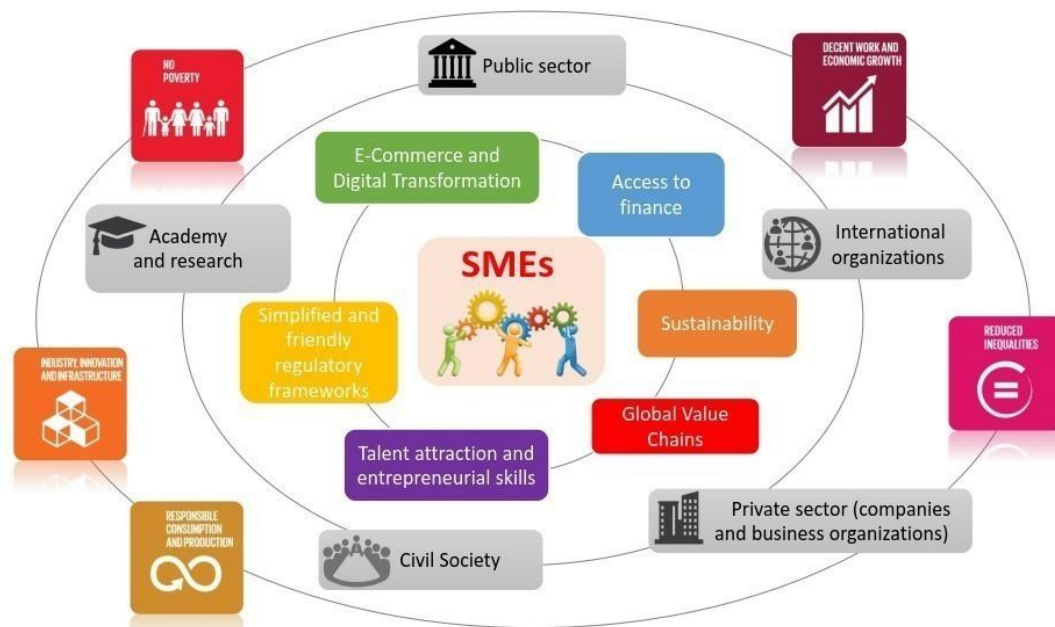 NO
POVERTY
Public sector
DECENT WORK AND
ECONOMIC GROWTH
E-Commerce and
Digital Transformation
Access to
finance
Academy
and research
International
organizations
SMEs
Simplified and
friendly
regulatory
frameworks
Sustainability
REDUCED
INEQUALITIES
INDUSTRY, INNOVATION
AND INFRASTRUCTURE
Global Value
Chains
Talent attraction and
entrepreneurial skills
RESPONSIBLE
CONSUMPTION
AND PRODUCTION
Private sector (companies
and business organizations)
Civil Society